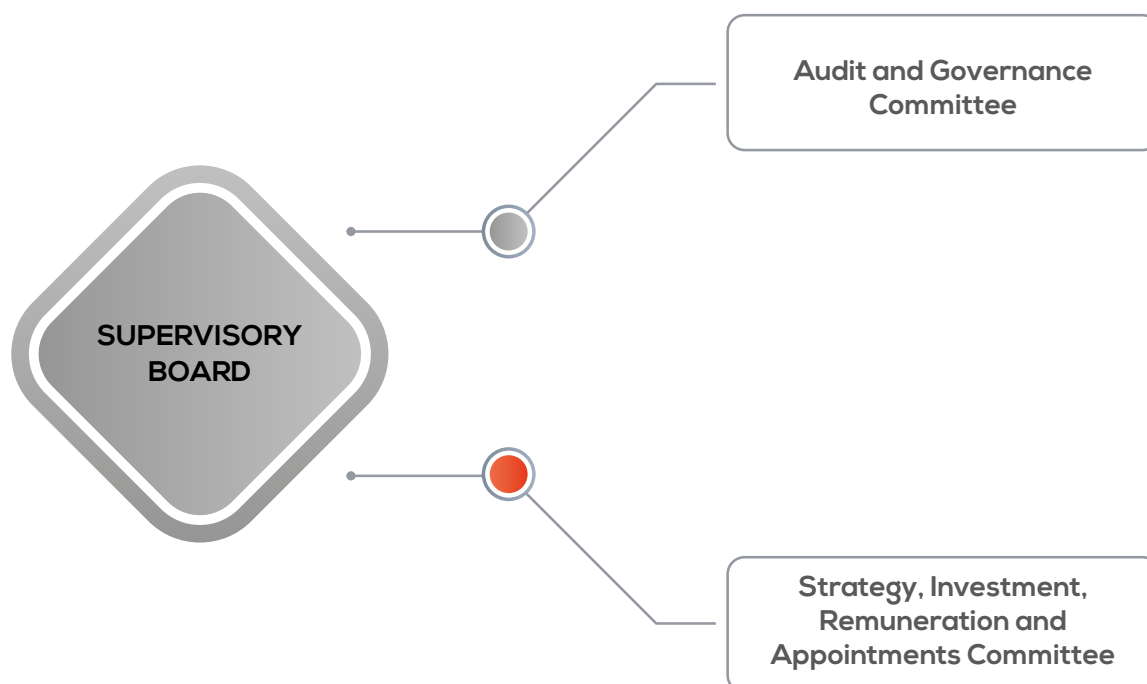 Audit and Governance
Committee
SUPERVISORY
BOARD
Strategy, Investment,
Remuneration and
Appointments Committee